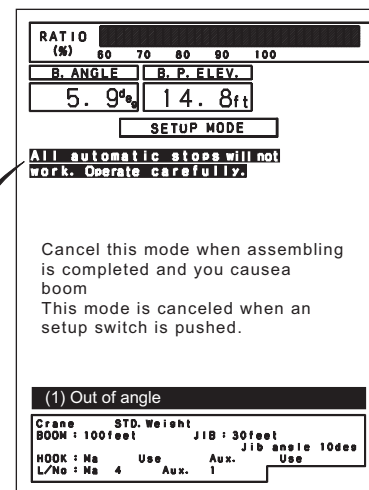 RATIO
(%) 60 70 80 90 100
B. ANGLE B. P. ELEV.
5. 9deg 14. 8ft
SETUP MODE
All automatic stops will not
work. Operate carefully.
Cancel this mode when assembling
is completed and you causea
boom
This mode is canceled when an
setup switch is pushed.
(1) Out of angle
Crane STD. Weight
BOOM : 100feet JIB : 30feet
Jib angle 10des
HOOK : Ma Use Aux. Use
L/No : Ma 4 Aux. 1